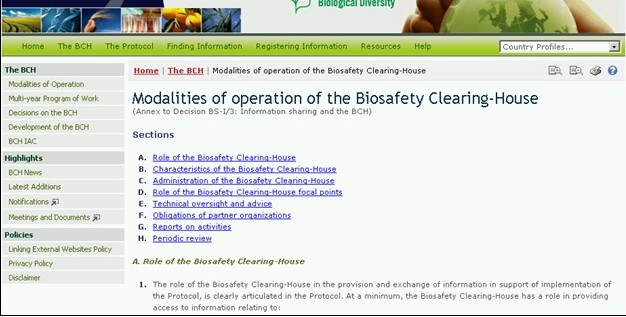 Biological Diversity
Home The BCH The Protocol Finding Information Registering Information Resources Help Country Profiles...
The BCH
Modalities of Operation
Multi-year Program of Work
Decisions on the BCH
Development of the BCH
BCH IAC
Highlights
BCH News
Latest Additions
Notifications
Meetings and Documents
Policies
Linking External Websites Policy
Privacy Policy
Disclaimer
Home | The BCH | Modalities of operation of the Biosafety Clearing-House
Modalities of operation of the Biosafety Clearing-House
(Annex to Decision BS-I/3: Information sharing and the BCH)
Sections
A. Role of the Biosafety Clearing-House
B. Characteristics of the Biosafety Clearing-House
C. Administration of the Biosafety Clearing-House
D. Role of the Biosafety Clearing-House focal points
E. Technical oversight and advice
F. Obligations of partner organizations
G. Reports on activities
H. Periodic review
A. Role of the Biosafety Clearing-House
1. The role of the Biosafety Clearing-House in the provision and exchange of information in support of implementation
of the Protocol, is clearly articulated in the Protocol. At a minimum, the Biosafety Clearing-House has a role in providing
access to information relating to: